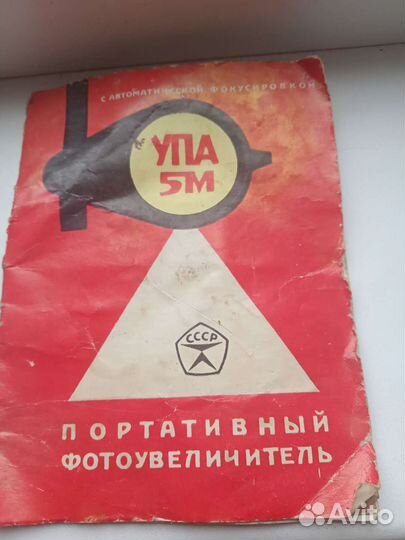 С АВТОМАТИЧЕСКОЙ ФОКУСИРОВКОЙ
УПА
5М
СССР
ПОРТАТИВНЫЙ
ФОТОУВЕЛИЧИТЕЛЬ
Avito